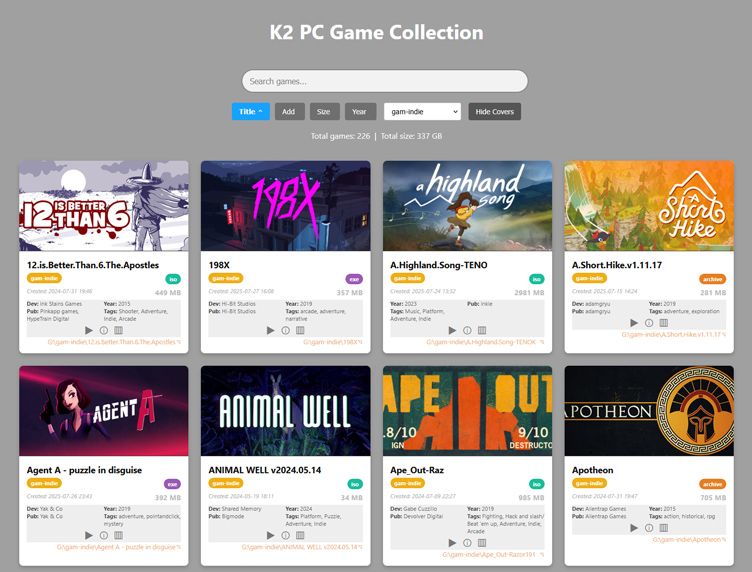 K2 PC Game Collection
Search games...
Title ^ Add Size Year gam-indie Hide Covers
Total games: 226 | Total size: 337 GB
12 IS BETTER THAN 6
12.is.Better.Than.6.The.Apostles
gam-indie iso
Created: 2024-07-31 19:46 449 MB
Dev: Ink Stains Games Year: 2015
Pub: Pinkapp games, HypeTrain Digital Tags: Shooter, Adventure, Indie, Arcade
G:\gam-indie\12.is.Better.Than.6.The.Apostles
198X
198X
gam-indie exe
Created: 2025-07-27 16:08 357 MB
Dev: Hi-Bit Studios Year: 2019
Pub: Hi-Bit Studios Tags: arcade, adventure, narrative
G:\gam-indie\198X
a highland song
A.Highland.Song-TENO
gam-indie iso
Created: 2025-07-24 13:32 2981 MB
Year: 2023 Pub: inkle
Tags: Music, Platform, Adventure, Indie
G:\gam-indie\A.Highland.Song-TENOK
A Short Hike
A.Short.Hike.v1.11.17
gam-indie archive
Created: 2025-07-15 14:24 281 MB
Dev: adamgryu Year: 2019
Pub: adamgryu Tags: adventure, exploration
G:\gam-indie\A.Short.Hike.v1.11.17
AGENT A
Agent A - puzzle in disguise
gam-indie exe
Created: 2025-07-26 23:43 392 MB
Dev: Yak & Co Year: 2019
Pub: Yak & Co Tags: adventure, pointandclick, mystery
G:\gam-indie\Agent A - puzzle in disguise
ANIMAL WELL
ANIMAL WELL v2024.05.14
gam-indie iso
Created: 2024-05-19 18:11 34 MB
Dev: Shared Memory Year: 2024
Pub: Bigmode Tags: Platform, Puzzle, Adventure, Indie
G:\gam-indie\ANIMAL WELL v2024.05.14
APE OUT
8.8/10 IGN 9/10 DESTRUCTO
Ape_Out-Raz
gam-indie iso
Created: 2024-07-09 22:27 985 MB
Dev: Gabe Cuzzillo Year: 2019
Pub: Devolver Digital Tags: Fighting, Hack and slash/Beat 'em up, Adventure, Indie, Arcade
G:\gam-indie\Ape_Out-Razor1911
APOTHEON
Apotheon
gam-indie archive
Created: 2024-07-31 19:47 705 MB
Dev: Alientrap Games Year: 2015
Pub: Alientrap Games Tags: action, historical, rpg
G:\gam-indie\Apotheon